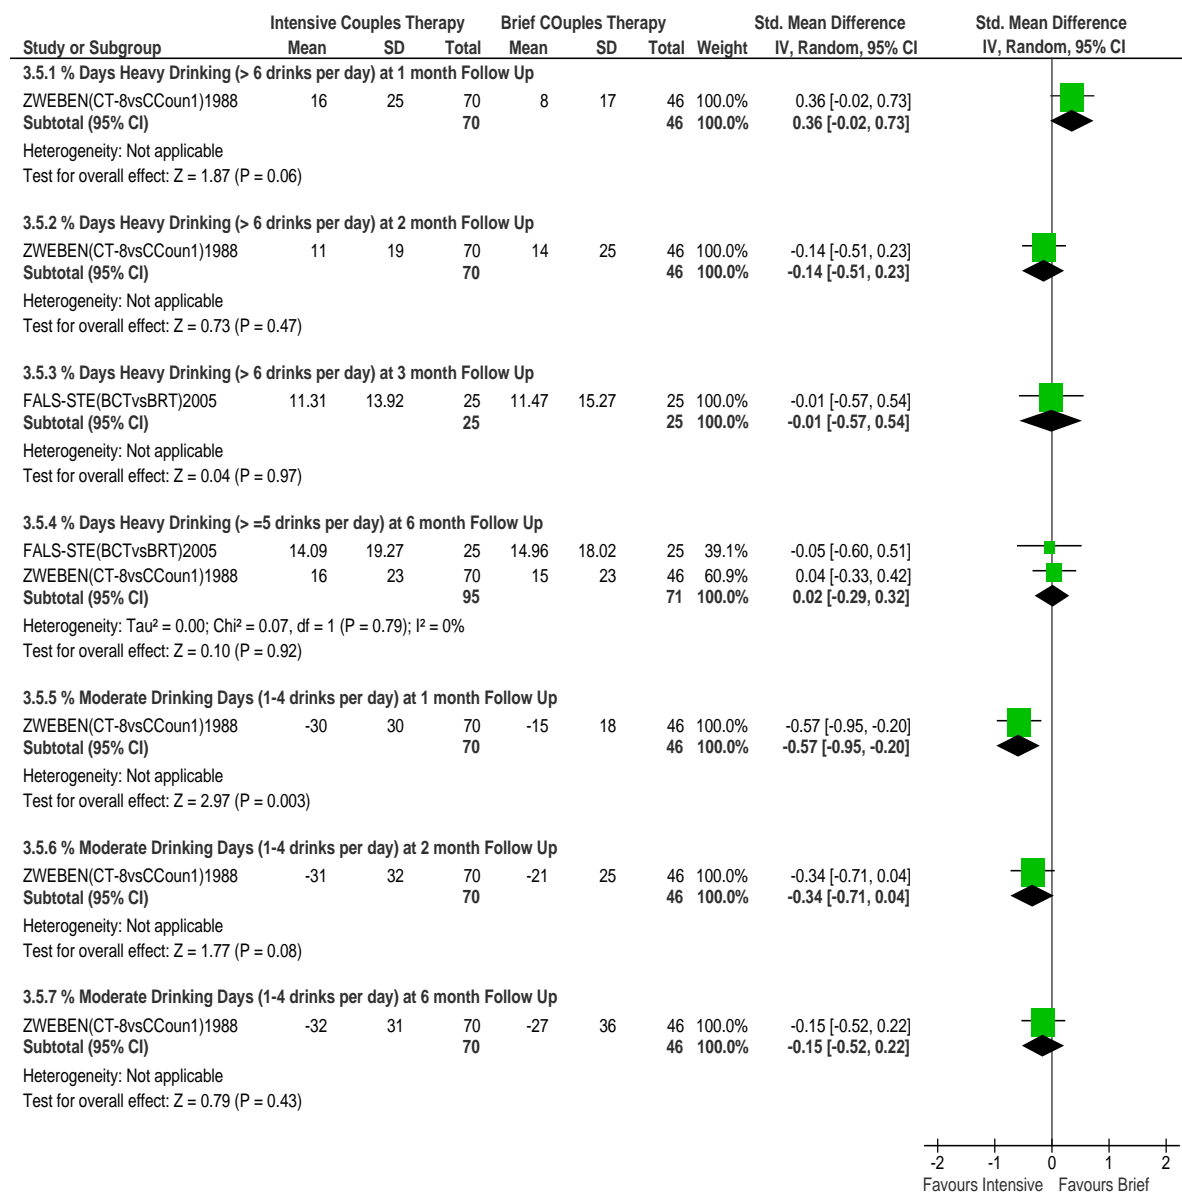 Intensive Couples Therapy Brief COuples Therapy Std. Mean Difference Std. Mean Difference
Study or Subgroup Mean SD Total Mean SD Total Weight IV, Random, 95% CI IV, Random, 95% CI
3.5.1 % Days Heavy Drinking (> 6 drinks per day) at 1 month Follow Up
ZWEBEN(CT-8vsCCoun1)1988 16 25 70 8 17 46 100.0% 0.36 [-0.02, 0.73]
Subtotal (95% CI) 70 46 100.0% 0.36 [-0.02, 0.73]
Heterogeneity: Not applicable
Test for overall effect: Z = 1.87 (P = 0.06)
3.5.2 % Days Heavy Drinking (> 6 drinks per day) at 2 month Follow Up
ZWEBEN(CT-8vsCCoun1)1988 11 19 70 14 25 46 100.0% -0.14 [-0.51, 0.23]
Subtotal (95% CI) 70 46 100.0% -0.14 [-0.51, 0.23]
Heterogeneity: Not applicable
Test for overall effect: Z = 0.73 (P = 0.47)
3.5.3 % Days Heavy Drinking (> 6 drinks per day) at 3 month Follow Up
FALS-STE(BCTvsBRT)2005 11.31 13.92 25 11.47 15.27 25 100.0% -0.01 [-0.57, 0.54]
Subtotal (95% CI) 25 25 100.0% -0.01 [-0.57, 0.54]
Heterogeneity: Not applicable
Test for overall effect: Z = 0.04 (P = 0.97)
3.5.4 % Days Heavy Drinking (> =5 drinks per day) at 6 month Follow Up
FALS-STE(BCTvsBRT)2005 14.09 19.27 25 14.96 18.02 25 39.1% -0.05 [-0.60, 0.51]
ZWEBEN(CT-8vsCCoun1)1988 16 23 70 15 23 46 60.9% 0.04 [-0.33, 0.42]
Subtotal (95% CI) 95 71 100.0% 0.02 [-0.29, 0.32]
Heterogeneity: Tau² = 0.00; Chi² = 0.07, df = 1 (P = 0.79); I² = 0%
Test for overall effect: Z = 0.10 (P = 0.92)
3.5.5 % Moderate Drinking Days (1-4 drinks per day) at 1 month Follow Up
ZWEBEN(CT-8vsCCoun1)1988 -30 30 70 -15 18 46 100.0% -0.57 [-0.95, -0.20]
Subtotal (95% CI) 70 46 100.0% -0.57 [-0.95, -0.20]
Heterogeneity: Not applicable
Test for overall effect: Z = 2.97 (P = 0.003)
3.5.6 % Moderate Drinking Days (1-4 drinks per day) at 2 month Follow Up
ZWEBEN(CT-8vsCCoun1)1988 -31 32 70 -21 25 46 100.0% -0.34 [-0.71, 0.04]
Subtotal (95% CI) 70 46 100.0% -0.34 [-0.71, 0.04]
Heterogeneity: Not applicable
Test for overall effect: Z = 1.77 (P = 0.08)
3.5.7 % Moderate Drinking Days (1-4 drinks per day) at 6 month Follow Up
ZWEBEN(CT-8vsCCoun1)1988 -32 31 70 -27 36 46 100.0% -0.15 [-0.52, 0.22]
Subtotal (95% CI) 70 46 100.0% -0.15 [-0.52, 0.22]
Heterogeneity: Not applicable
Test for overall effect: Z = 0.79 (P = 0.43)
-2 -1 0 1 2
Favours Intensive Favours Brief